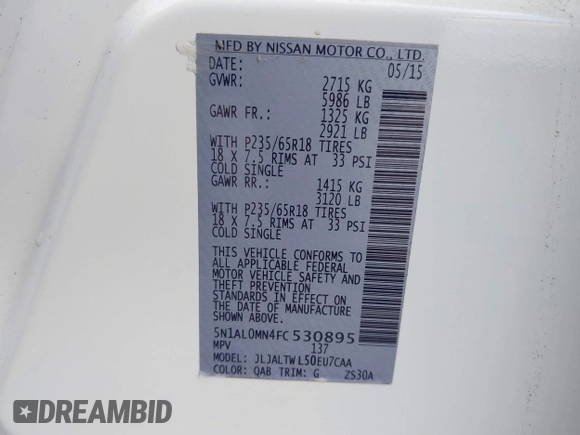 MFD BY NISSAN MOTOR CO., LTD.
DATE: 05/15
GVWR: 2715 KG
5986 LB
GAWR FR.: 1325 KG
2921 LB
WITH P235/65R18 TIRES
18 X 7.5 RIMS AT 33 PSI
COLD SINGLE
GAWR RR.: 1415 KG
3120 LB
WITH P235/65R18 TIRES
18 X 7.5 RIMS AT 33 PSI
COLD SINGLE
THIS VEHICLE CONFORMS TO
ALL APPLICABLE FEDERAL
MOTOR VEHICLE SAFETY AND
THEFT PREVENTION
STANDARDS IN EFFECT ON
THE DATE OF MANUFACTURE
SHOWN ABOVE.
5N1AL0MN4FC530895
MPV 137
MODEL: JLJALTWL50EU7CAA
COLOR: QAB TRIM: G ZS30A
DREAMBID
DREAMBID.COM